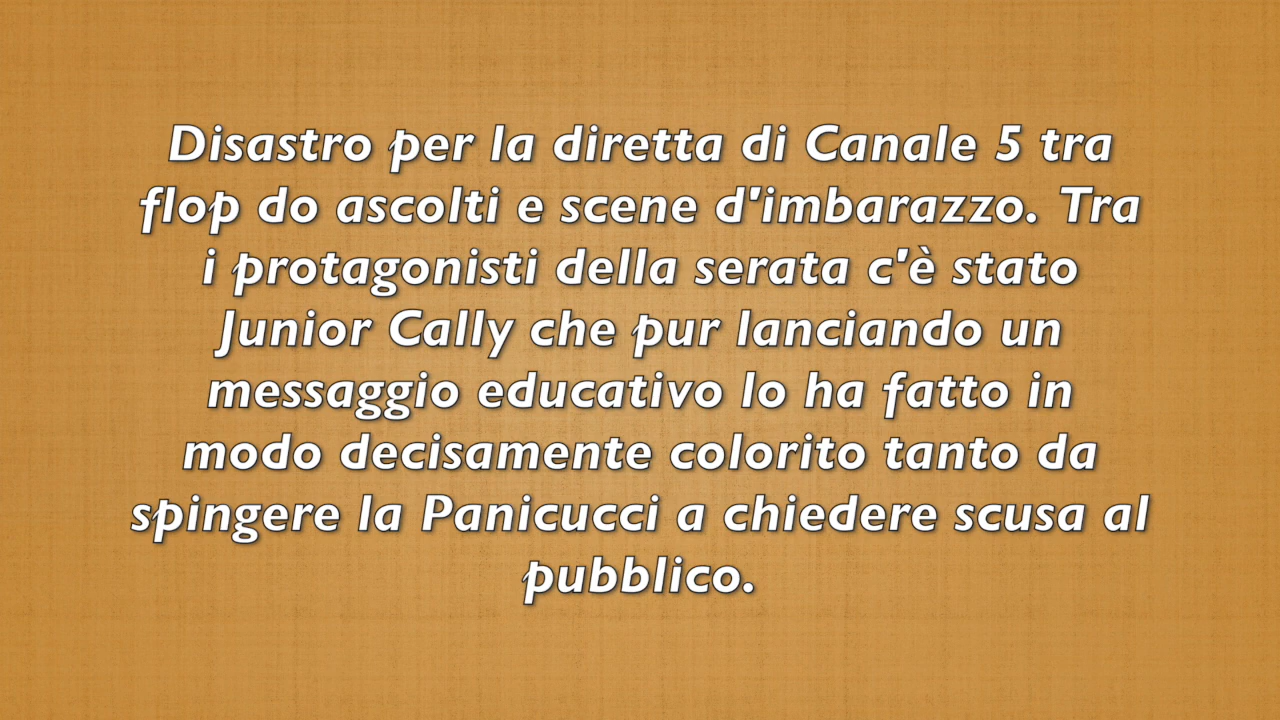 Disastro per la diretta di Canale 5 tra
flop do ascolti e scene d'imbarazzo. Tra
i protagonisti della serata c'è stato
Junior Cally che pur lanciando un
messaggio educativo lo ha fatto in
modo decisamente colorito tanto da
spingere la Panicucci a chiedere scusa al
pubblico.